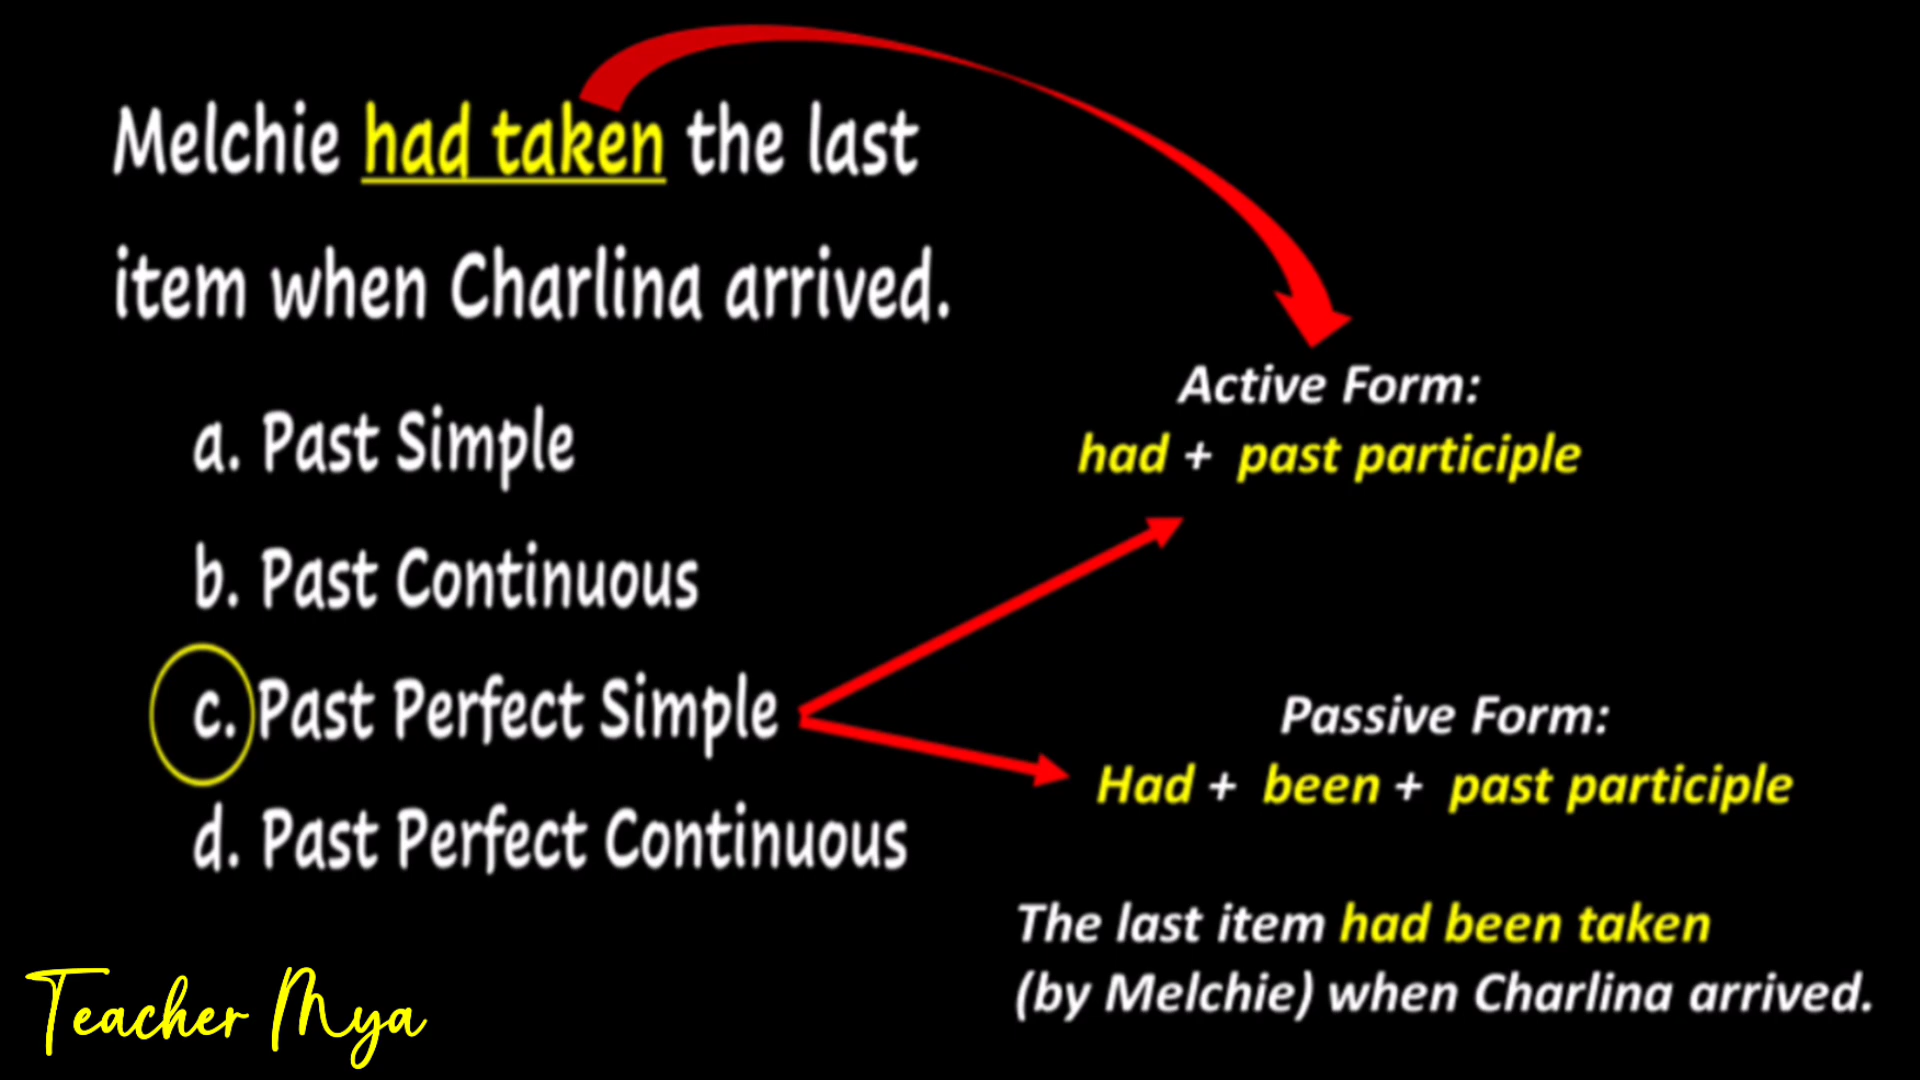 Melchie had taken the last
item when Charlina arrived.
a. Past Simple
b. Past Continuous
c. Past Perfect Simple
d. Past Perfect Continuous
Active Form:
had + past participle
Passive Form:
Had + been + past participle
The last item had been taken
(by Melchie) when Charlina arrived.
Teacher Mya